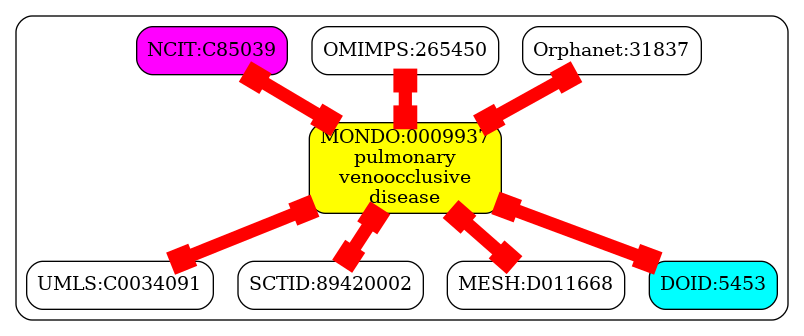 NCIT:C85039
OMIMPS:265450
Orphanet:31837
MONDO:0009937
pulmonary
venoocclusive
disease
UMLS:C0034091
SCTID:89420002
MESH:D011668
DOID:5453